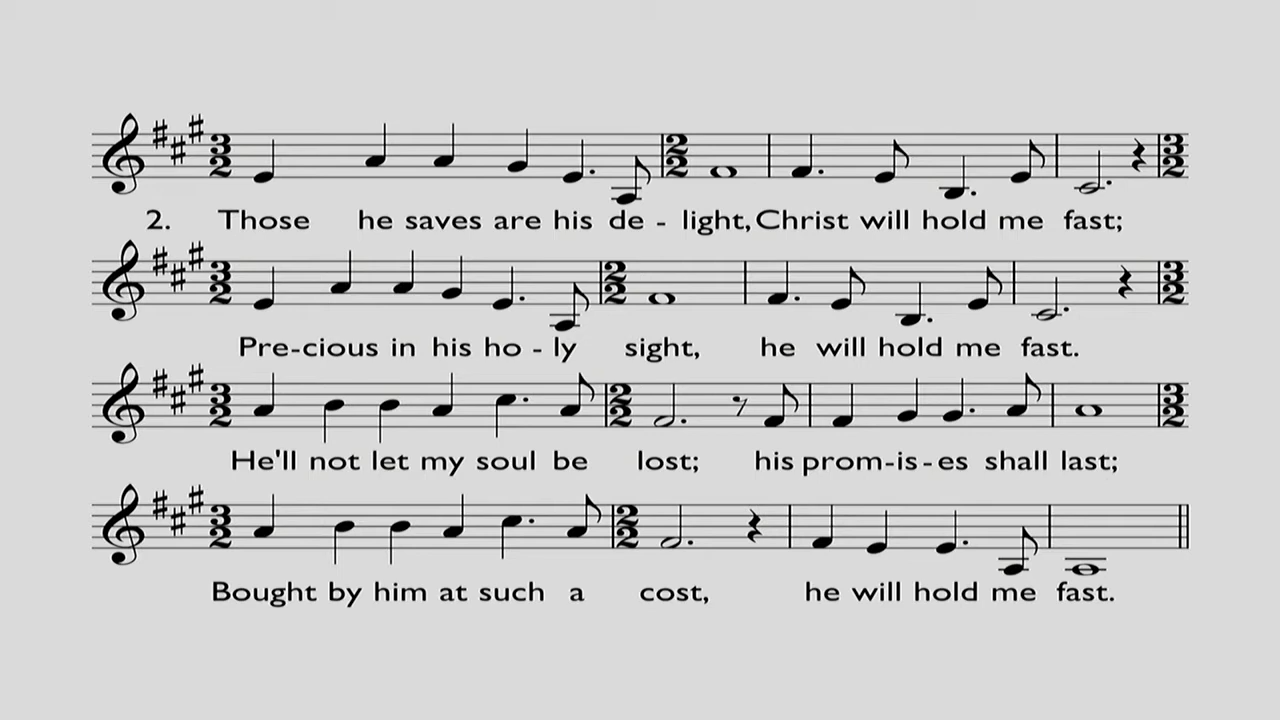 2. Those he saves are his de - light, Christ will hold me fast;
Pre-cious in his ho - ly sight, he will hold me fast.
He'll not let my soul be lost; his prom-is-es shall last;
Bought by him at such a cost, he will hold me fast.